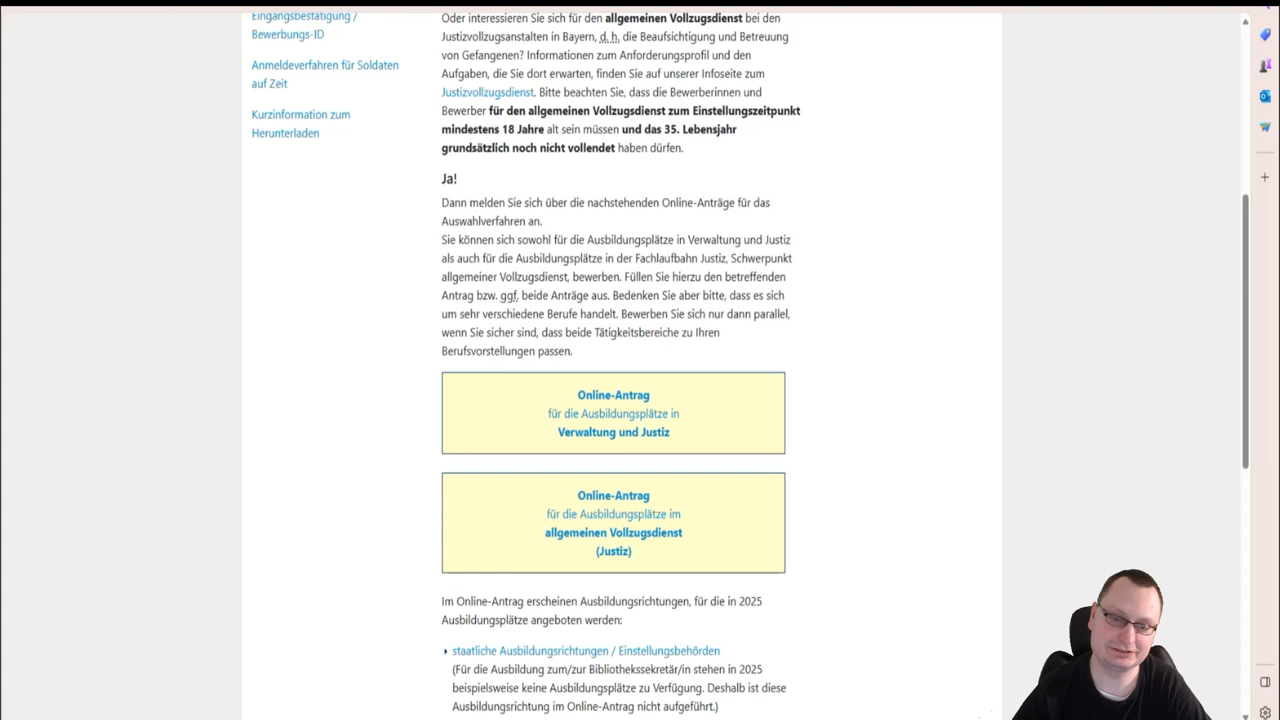 Eingangsbestätigung /
Bewerbungs-ID
Anmeldeverfahren für Soldaten
auf Zeit
Kurzinformation zum
Herunterladen
Oder interessieren Sie sich für den allgemeinen Vollzugsdienst bei den
Justizvollzugsanstalten in Bayern, d. h. die Beaufsichtigung und Betreuung
von Gefangenen? Informationen zum Anforderungsprofil und den
Aufgaben, die Sie dort erwarten, finden Sie auf unserer Infoseite zum
Justizvollzugsdienst. Bitte beachten Sie, dass die Bewerberinnen und
Bewerber für den allgemeinen Vollzugsdienst zum Einstellungszeitpunkt
mindestens 18 Jahre alt sein müssen und das 35. Lebensjahr
grundsätzlich noch nicht vollendet haben dürfen.
Ja!
Dann melden Sie sich über die nachstehenden Online-Anträge für das
Auswahlverfahren an.
Sie können sich sowohl für die Ausbildungsplätze in Verwaltung und Justiz
als auch für die Ausbildungsplätze in der Fachlaufbahn Justiz, Schwerpunkt
allgemeiner Vollzugsdienst, bewerben. Füllen Sie hierzu den betreffenden
Antrag bzw. ggf. beide Anträge aus. Bedenken Sie aber bitte, dass es sich
um sehr verschiedene Berufe handelt. Bewerben Sie sich nur dann parallel,
wenn Sie sicher sind, dass beide Tätigkeitsbereiche zu Ihren
Berufsvorstellungen passen.
Online-Antrag
für die Ausbildungsplätze in
Verwaltung und Justiz
Online-Antrag
für die Ausbildungsplätze im
allgemeinen Vollzugsdienst
(Justiz)
Im Online-Antrag erscheinen Ausbildungsrichtungen, für die in 2025
Ausbildungsplätze angeboten werden:
staatliche Ausbildungsrichtungen / Einstellungsbehörden
(Für die Ausbildung zum/zur Bibliothekssekretär/in stehen in 2025
beispielsweise keine Ausbildungsplätze zu Verfügung. Deshalb ist diese
Ausbildungsrichtung im Online-Antrag nicht aufgeführt.)